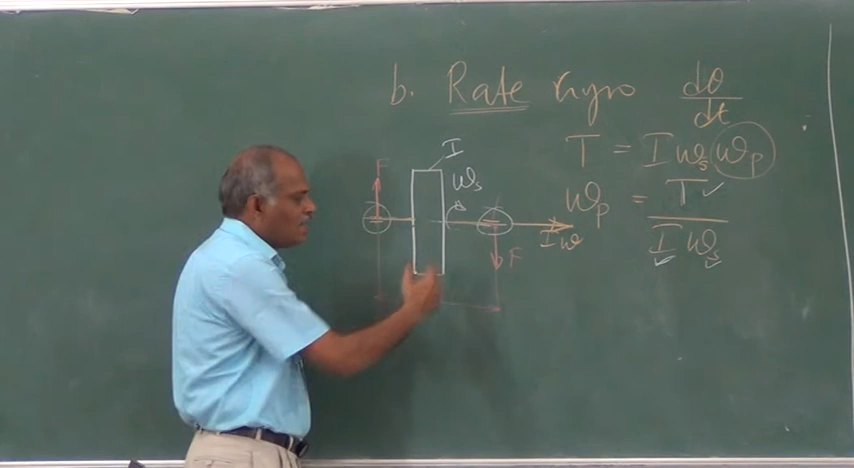 b. Rate Gyro dθ/dt
T = I ωs ωp
ωp = T / I ωs
I
ωs
F
F
Iω